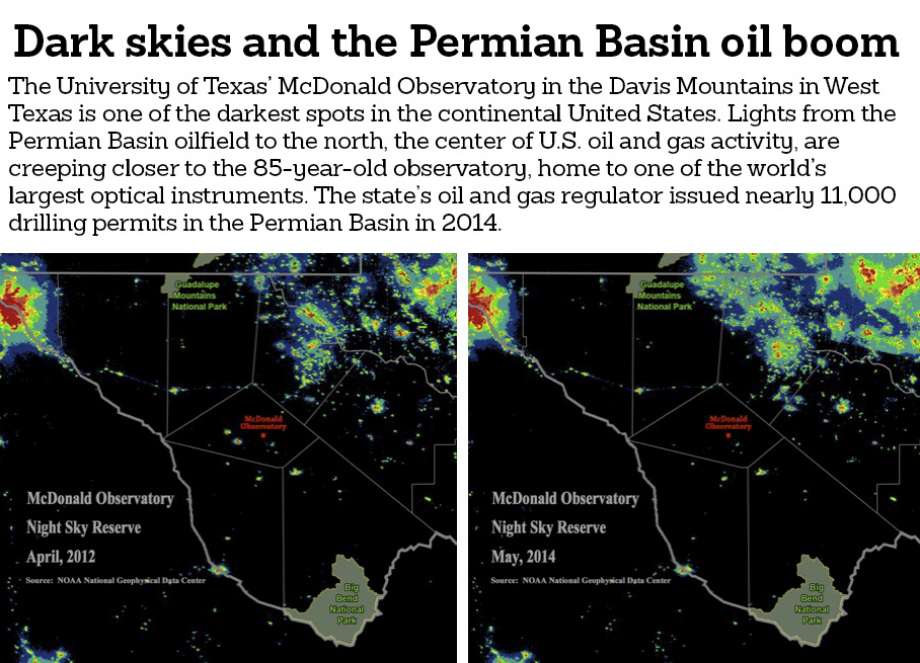 Dark skies and the Permian Basin oil boom
The University of Texas’ McDonald Observatory in the Davis Mountains in West
Texas is one of the darkest spots in the continental United States. Lights from the
Permian Basin oilfield to the north, the center of U.S. oil and gas activity, are
creeping closer to the 85-year-old observatory, home to one of the world’s
largest optical instruments. The state’s oil and gas regulator issued nearly 11,000
drilling permits in the Permian Basin in 2014.
Guadalupe
Mountains
National Park
McDonald
Observatory
McDonald Observatory
Night Sky Reserve
April, 2012
Source: NOAA National Geophysical Data Center
Big
Bend
National
Park
Guadalupe
Mountains
National Park
McDonald
Observatory
McDonald Observatory
Night Sky Reserve
May, 2014
Source: NOAA National Geophysical Data Center
Big
Bend
National
Park